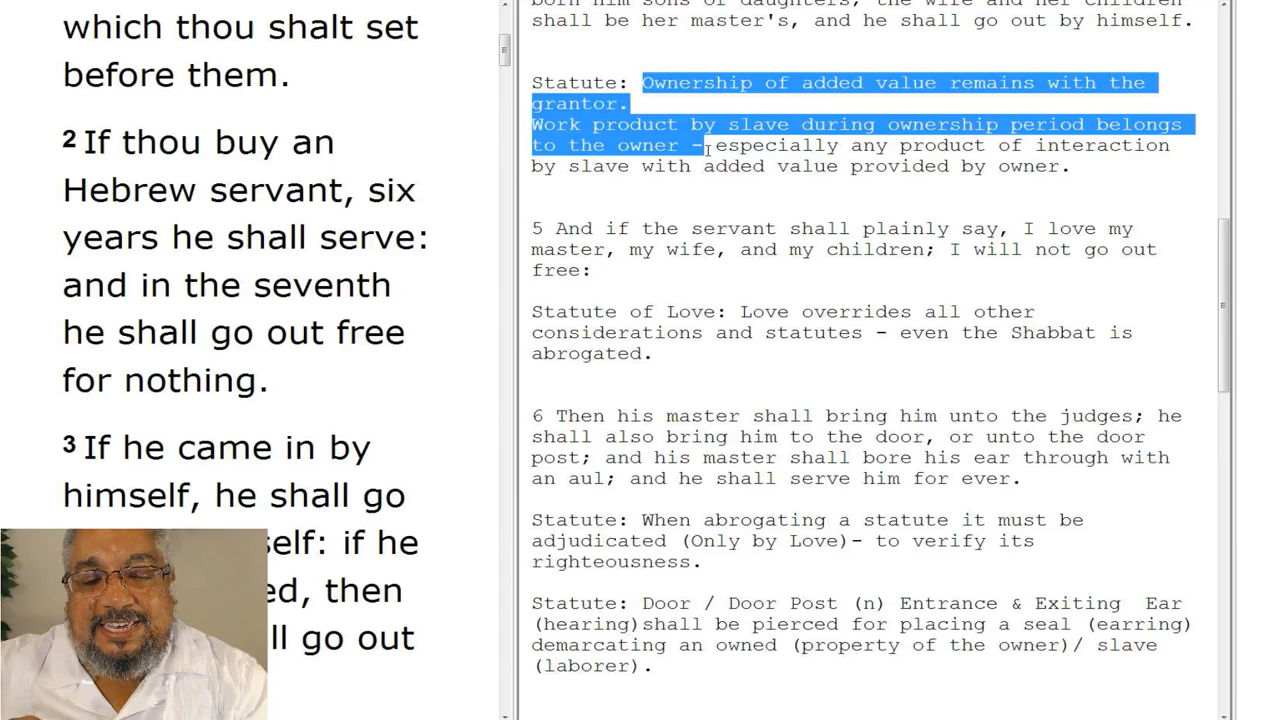 which thou shalt set
before them.
2 If thou buy an
Hebrew servant, six
years he shall serve:
and in the seventh
he shall go out free
for nothing.
3 If he came in by
himself, he shall go
self: if he
ed, then
ll go out
shall be her master's, and he shall go out by himself.
Statute: Ownership of added value remains with the
grantor.
Work product by slave during ownership period belongs
to the owner - especially any product of interaction
by slave with added value provided by owner.
5 And if the servant shall plainly say, I love my
master, my wife, and my children; I will not go out
free:
Statute of Love: Love overrides all other
considerations and statutes - even the Shabbat is
abrogated.
6 Then his master shall bring him unto the judges; he
shall also bring him to the door, or unto the door
post; and his master shall bore his ear through with
an aul; and he shall serve him for ever.
Statute: When abrogating a statute it must be
adjudicated (Only by Love)- to verify its
righteousness.
Statute: Door / Door Post (n) Entrance & Exiting Ear
(hearing)shall be pierced for placing a seal (earring)
demarcating an owned (property of the owner)/ slave
(laborer).